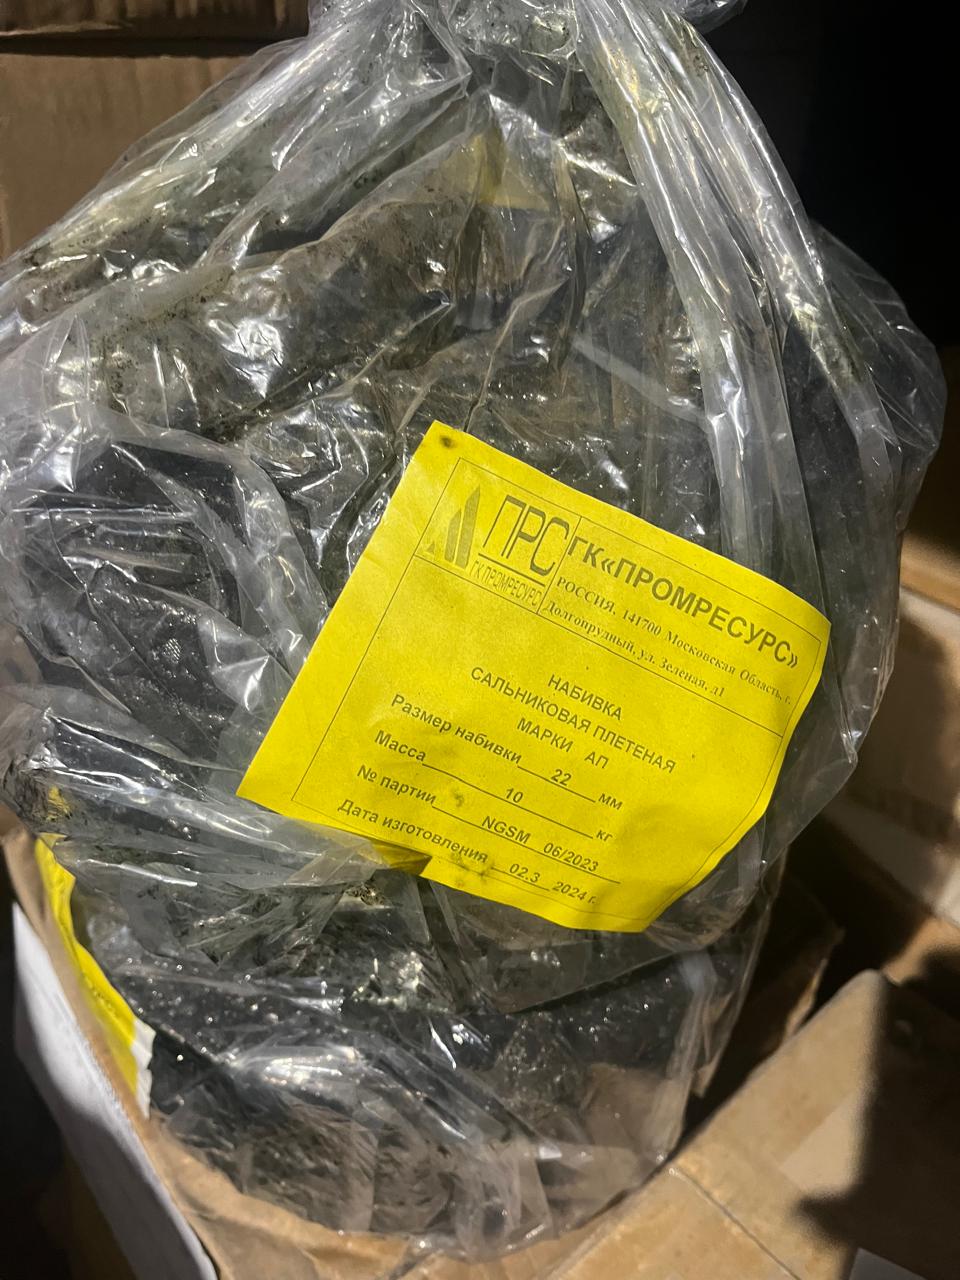 ПРС
ГК ПРОМРЕСУРС
ГК«ПРОМРЕСУРС»
РОССИЯ, 141700 Московская Область, г.
Долгопрудный, ул. Зеленая, д1
НАБИВКА
САЛЬНИКОВАЯ ПЛЕТЕНАЯ
МАРКИ АП
Размер набивки 22 мм
Масса 10 кг
№ партии NGSM 06/2023
Дата изготовления 02.3 2024 г.